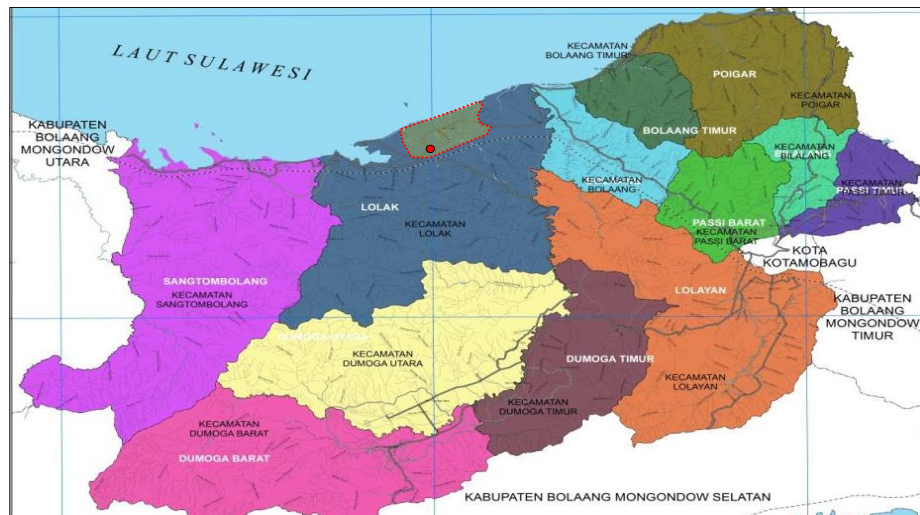 LAUT SULAWESI
KECAMATAN
BOLAANG TIMUR
POIGAR
KECAMATAN
POIGAR
KABUPATEN
BOLAANG
MONGONDOW
UTARA
BOLAANG TIMUR
KECAMATAN
BILALANG
KECAMATAN
BOLAANG
KECAMATAN
PASSI TIMUR
LOLAK
KECAMATAN
LOLAK
PASSI BARAT
KECAMATAN
PASSI BARAT
KOTA
KOTAMOBAGU
SANGTOMBOLANG
KECAMATAN
SANGTOMBOLANG
LOLAYAN
KABUPATEN
BOLAANG
MONGONDOW
TIMUR
DUMOGA UTARA
KECAMATAN
DUMOGA UTARA
DUMOGA TIMUR
KECAMATAN
LOLAYAN
KECAMATAN
DUMOGA TIMUR
KECAMATAN
DUMOGA BARAT
DUMOGA BARAT
KABUPATEN BOLAANG MONGONDOW SELATAN